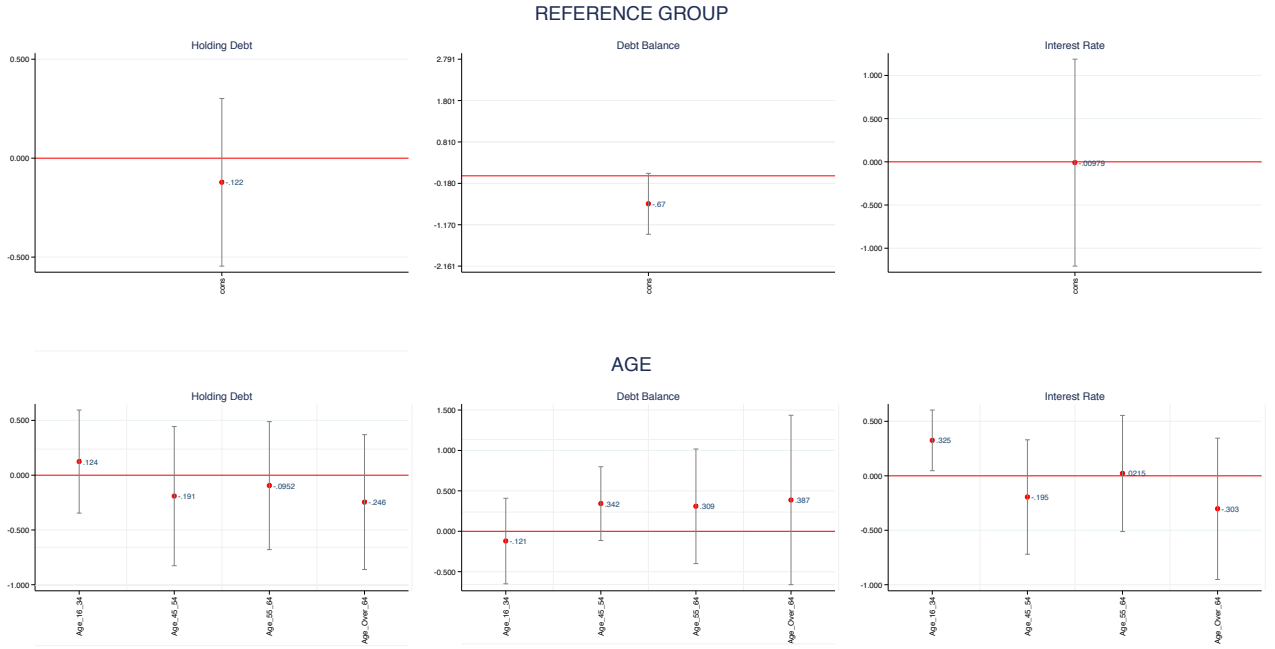 REFERENCE GROUP
Holding Debt
0.500
0.000
-0.500
-.122
cons
Debt Balance
2.791
1.801
0.810
-0.180
-1.170
-2.161
-.67
cons
Interest Rate
1.000
0.500
0.000
-0.500
-1.000
-.00979
cons
AGE
Holding Debt
0.500
0.000
-0.500
-1.000
.124
-.191
-.0952
-.246
Age_16_34
Age_45_54
Age_55_64
Age_Over_64
Debt Balance
1.500
1.000
0.500
0.000
-0.500
-.121
.342
.309
.387
Age_16_34
Age_45_54
Age_55_64
Age_Over_64
Interest Rate
0.500
0.000
-0.500
-1.000
.325
-.195
.0215
-.303
Age_16_34
Age_45_54
Age_55_64
Age_Over_64